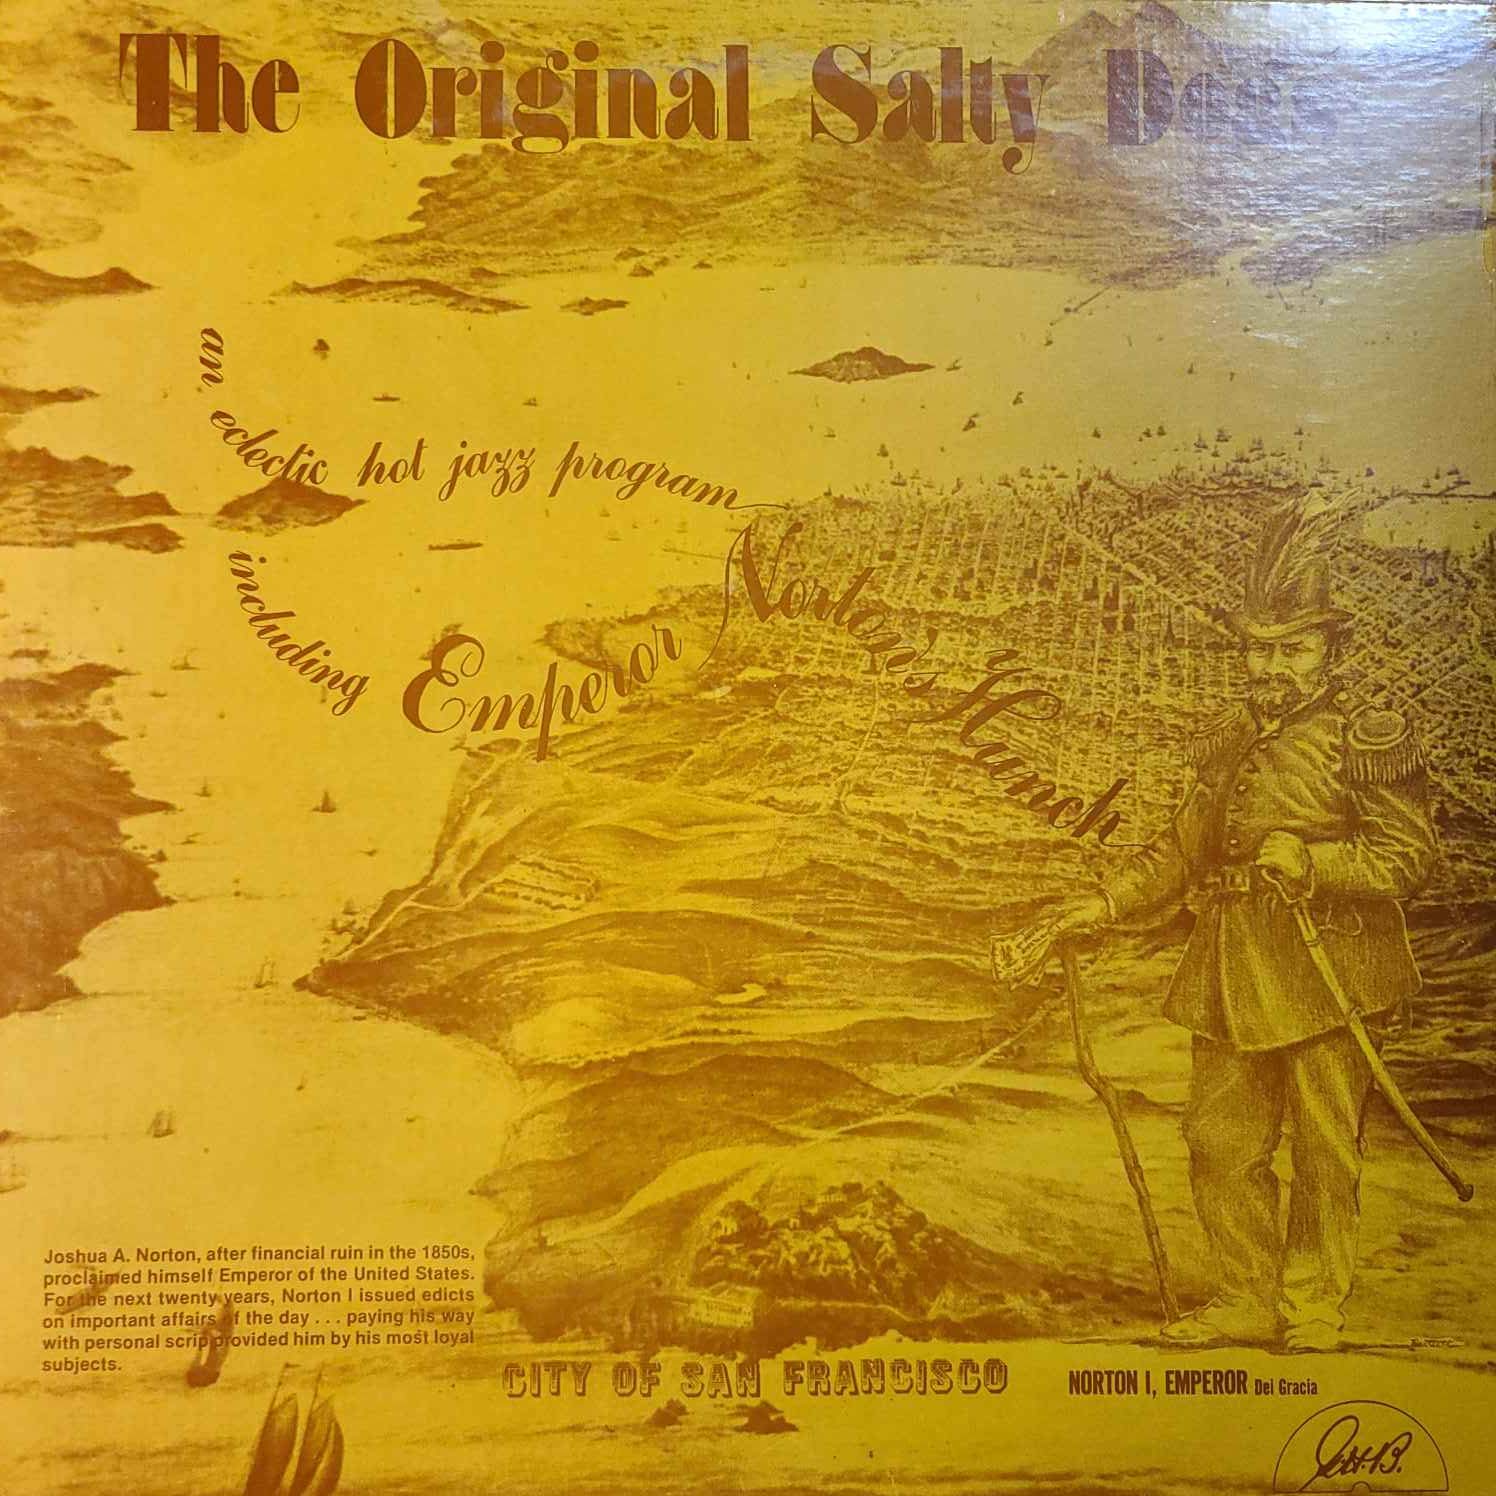 The Original Salty Dogs
an eclectic hot jazz program
including Emperor Norton's Hunch
Joshua A. Norton, after financial ruin in the 1850s,
proclaimed himself Emperor of the United States.
For the next twenty years, Norton I issued edicts
on important affairs of the day . . . paying his way
with personal scrip provided him by his most loyal
subjects.
CITY OF SAN FRANCISCO
NORTON I, EMPEROR Dei Gracia
G.H.B.